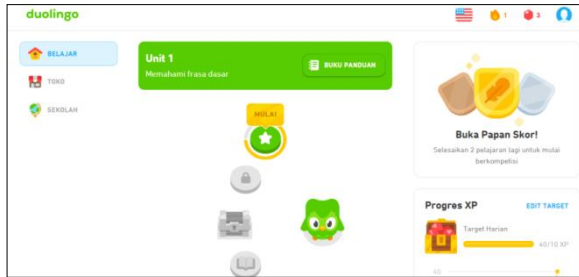 duolingo
1
3
BELAJAR
TOKO
SEKOLAH
Unit 1
Memahami frasa dasar
BUKU PANDUAN
MULAI
Buka Papan Skor!
Selesaikan 2 pelajaran lagi untuk mulai
berkompetisi
Progres XP
EDIT TARGET
Target Harian
60/10 XP
60